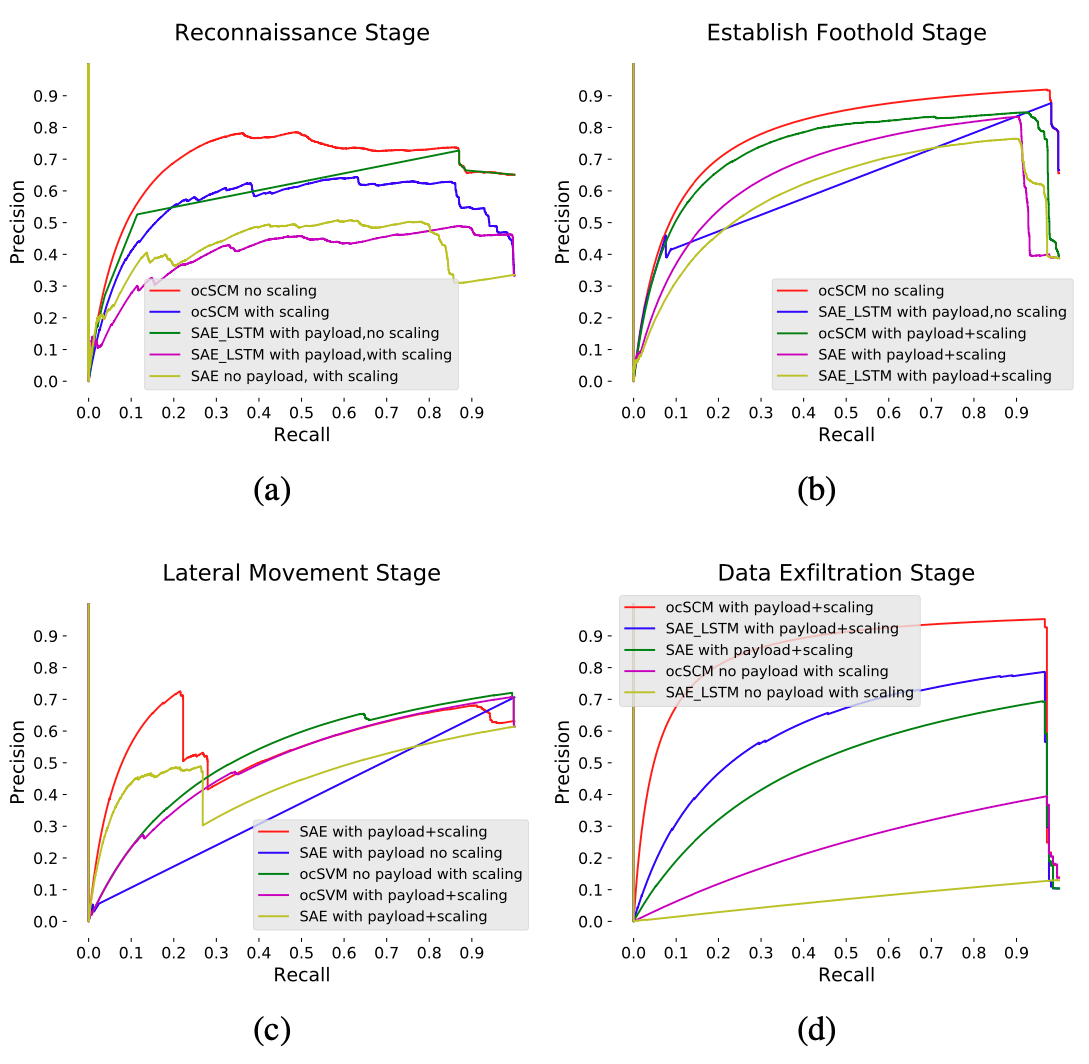 Reconnaissance Stage
Precision
0.9
0.8
0.7
0.6
0.5
0.4
0.3
0.2
0.1
0.0
ocSCM no scaling
ocSCM with scaling
SAE_LSTM with payload,no scaling
SAE_LSTM with payload,with scaling
SAE no payload, with scaling
0.0 0.1 0.2 0.3 0.4 0.5 0.6 0.7 0.8 0.9
Recall
(a)
Establish Foothold Stage
Precision
0.9
0.8
0.7
0.6
0.5
0.4
0.3
0.2
0.1
0.0
ocSCM no scaling
SAE_LSTM with payload,no scaling
ocSCM with payload+scaling
SAE with payload+scaling
SAE_LSTM with payload+scaling
0.0 0.1 0.2 0.3 0.4 0.5 0.6 0.7 0.8 0.9
Recall
(b)
Lateral Movement Stage
Precision
0.9
0.8
0.7
0.6
0.5
0.4
0.3
0.2
0.1
0.0
SAE with payload+scaling
SAE with payload no scaling
ocSVM no payload with scaling
ocSVM with payload+scaling
SAE with payload+scaling
0.0 0.1 0.2 0.3 0.4 0.5 0.6 0.7 0.8 0.9
Recall
(c)
Data Exfiltration Stage
Precision
0.9
0.8
0.7
0.6
0.5
0.4
0.3
0.2
0.1
0.0
ocSCM with payload+scaling
SAE_LSTM with payload+scaling
SAE with payload+scaling
ocSCM no payload with scaling
SAE_LSTM no payload with scaling
0.0 0.1 0.2 0.3 0.4 0.5 0.6 0.7 0.8 0.9
Recall
(d)